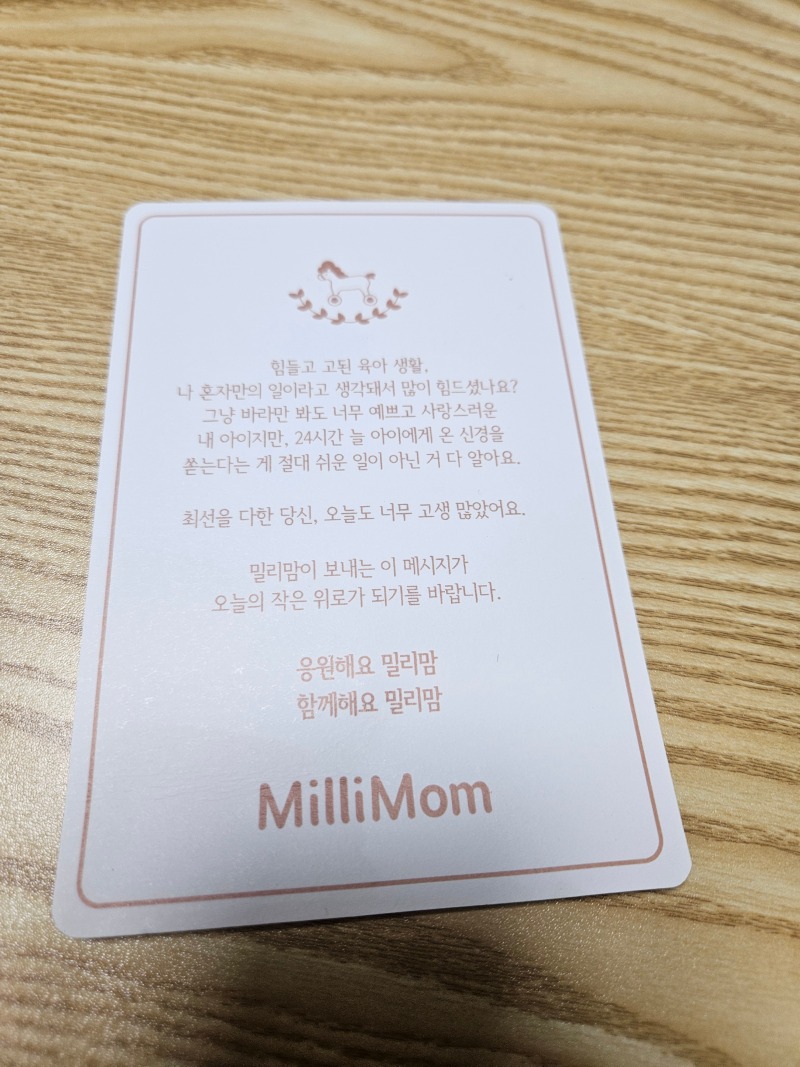 힘들고 고된 육아 생활,
나 혼자만의 일이라고 생각돼서 많이 힘드셨나요?
그냥 바라만 봐도 너무 예쁘고 사랑스러운
내 아이지만, 24시간 늘 아이에게 온 신경을
쏟는다는 게 절대 쉬운 일이 아닌 거 다 알아요.
최선을 다한 당신, 오늘도 너무 고생 많았어요.
밀리맘이 보내는 이 메시지가
오늘의 작은 위로가 되기를 바랍니다.
응원해요 밀리맘
함께해요 밀리맘
MilliMom